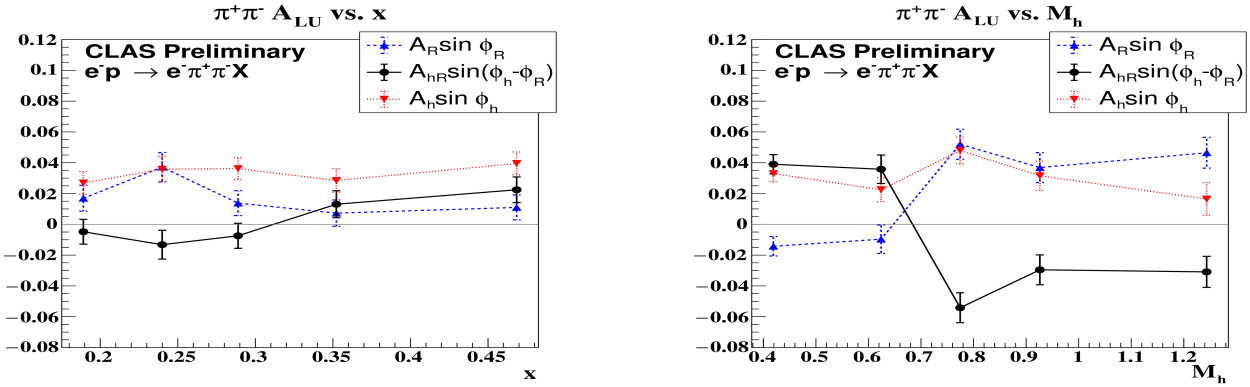 π⁺π⁻ A_LU vs. x
CLAS Preliminary
e⁻p → e⁻π⁺π⁻X
A_R sin ϕ_R
A_hR sin(ϕ_h-ϕ_R)
A_h sin ϕ_h
0.12
0.1
0.08
0.06
0.04
0.02
0
−0.02
−0.04
−0.06
−0.08
0.2 0.25 0.3 0.35 0.4 0.45
x
π⁺π⁻ A_LU vs. M_h
CLAS Preliminary
e⁻p → e⁻π⁺π⁻X
A_R sin ϕ_R
A_hR sin(ϕ_h-ϕ_R)
A_h sin ϕ_h
0.12
0.1
0.08
0.06
0.04
0.02
0
−0.02
−0.04
−0.06
−0.08
0.4 0.5 0.6 0.7 0.8 0.9 1 1.1 1.2
M_h